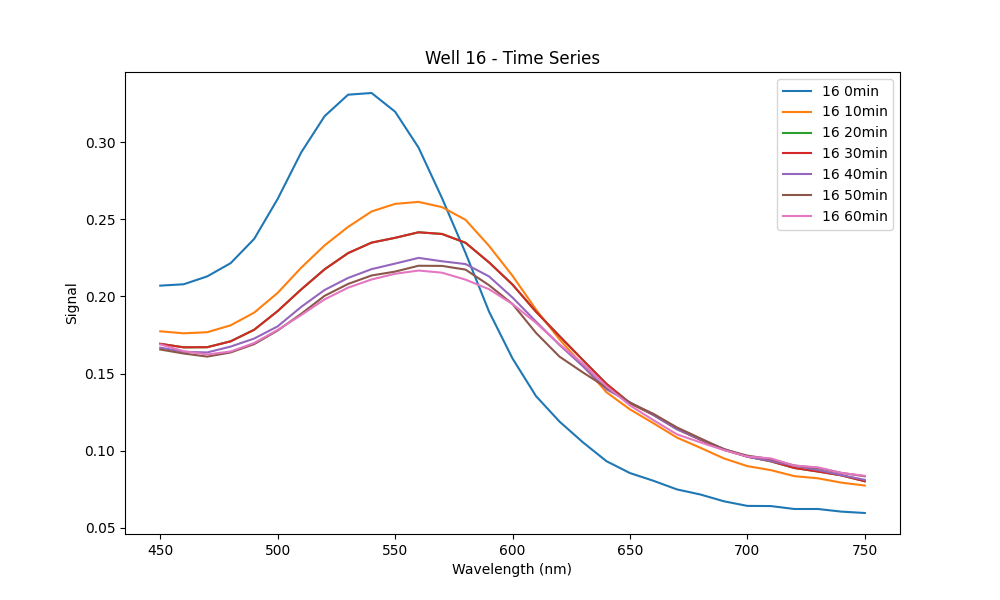 Well 16 - Time Series
16 0min
16 10min
16 20min
16 30min
16 40min
16 50min
16 60min
0.30
0.25
0.20
0.15
0.10
0.05
Signal
450 500 550 600 650 700 750
Wavelength (nm)